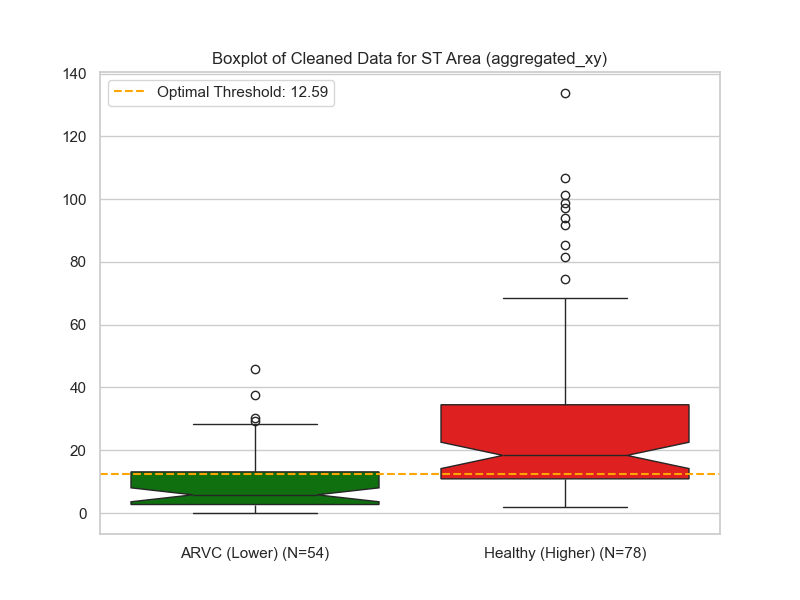 Boxplot of Cleaned Data for ST Area (aggregated_xy)
Optimal Threshold: 12.59
140
120
100
80
60
40
20
0
ARVC (Lower) (N=54)
Healthy (Higher) (N=78)